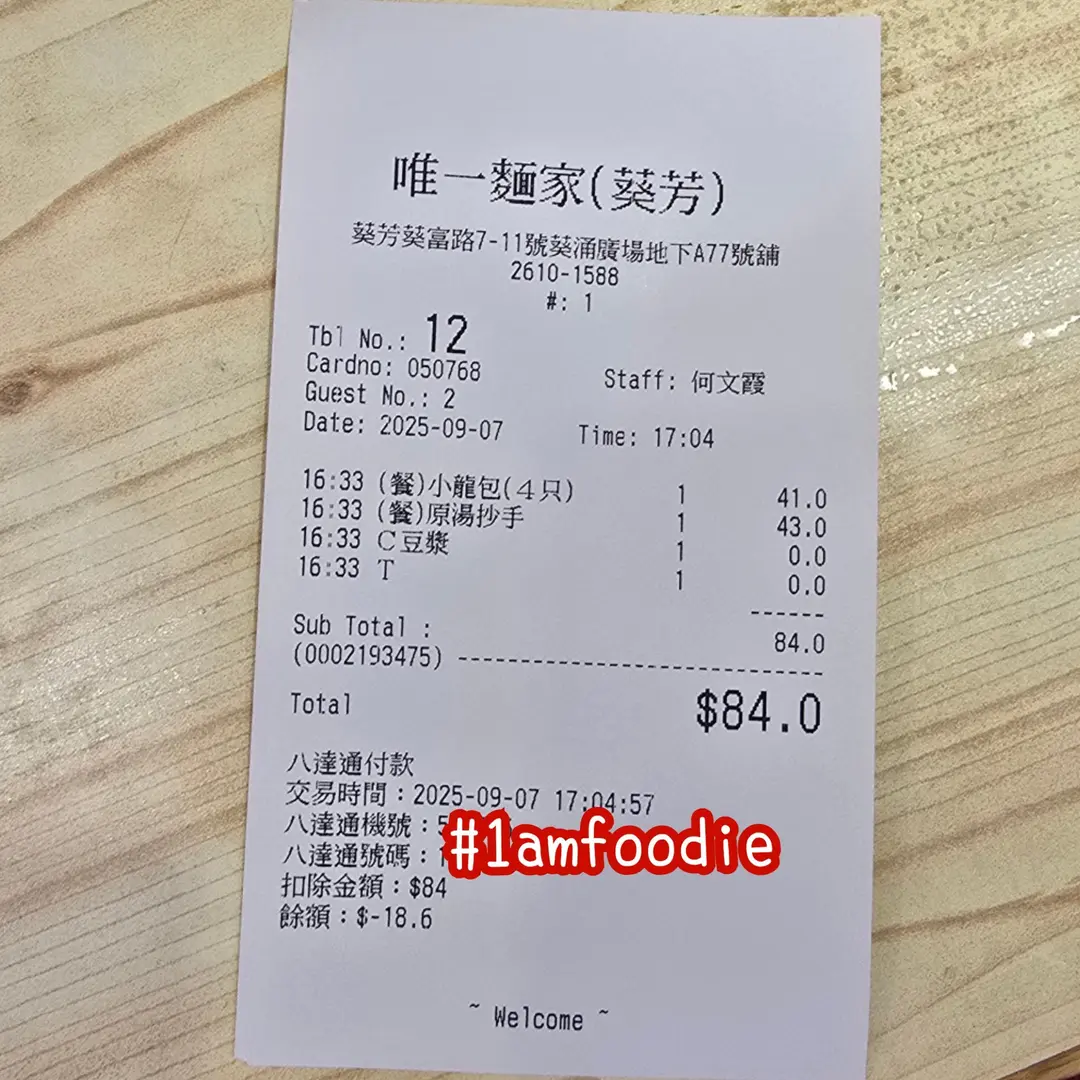 唯一麵家(葵芳)
葵芳葵富路7-11號葵涌廣場地下A77號舖
2610-1588
#: 1
Tbl No.: 12
Cardno: 050768 Staff: 何文霞
Guest No.: 2
Date: 2025-09-07 Time: 17:04
16:33 (餐)小龍包(４只) 1 41.0
16:33 (餐)原湯抄手 1 43.0
16:33 Ｃ豆漿 1 0.0
16:33 Ｔ 1 0.0
------
Sub Total : 84.0
(0002193475) -----------------------------
Total $84.0
八達通付款
交易時間：2025-09-07 17:04:57
八達通機號：5
#1amfoodie
八達通號碼：1
扣除金額：$84
餘額：$-18.6
~ Welcome ~